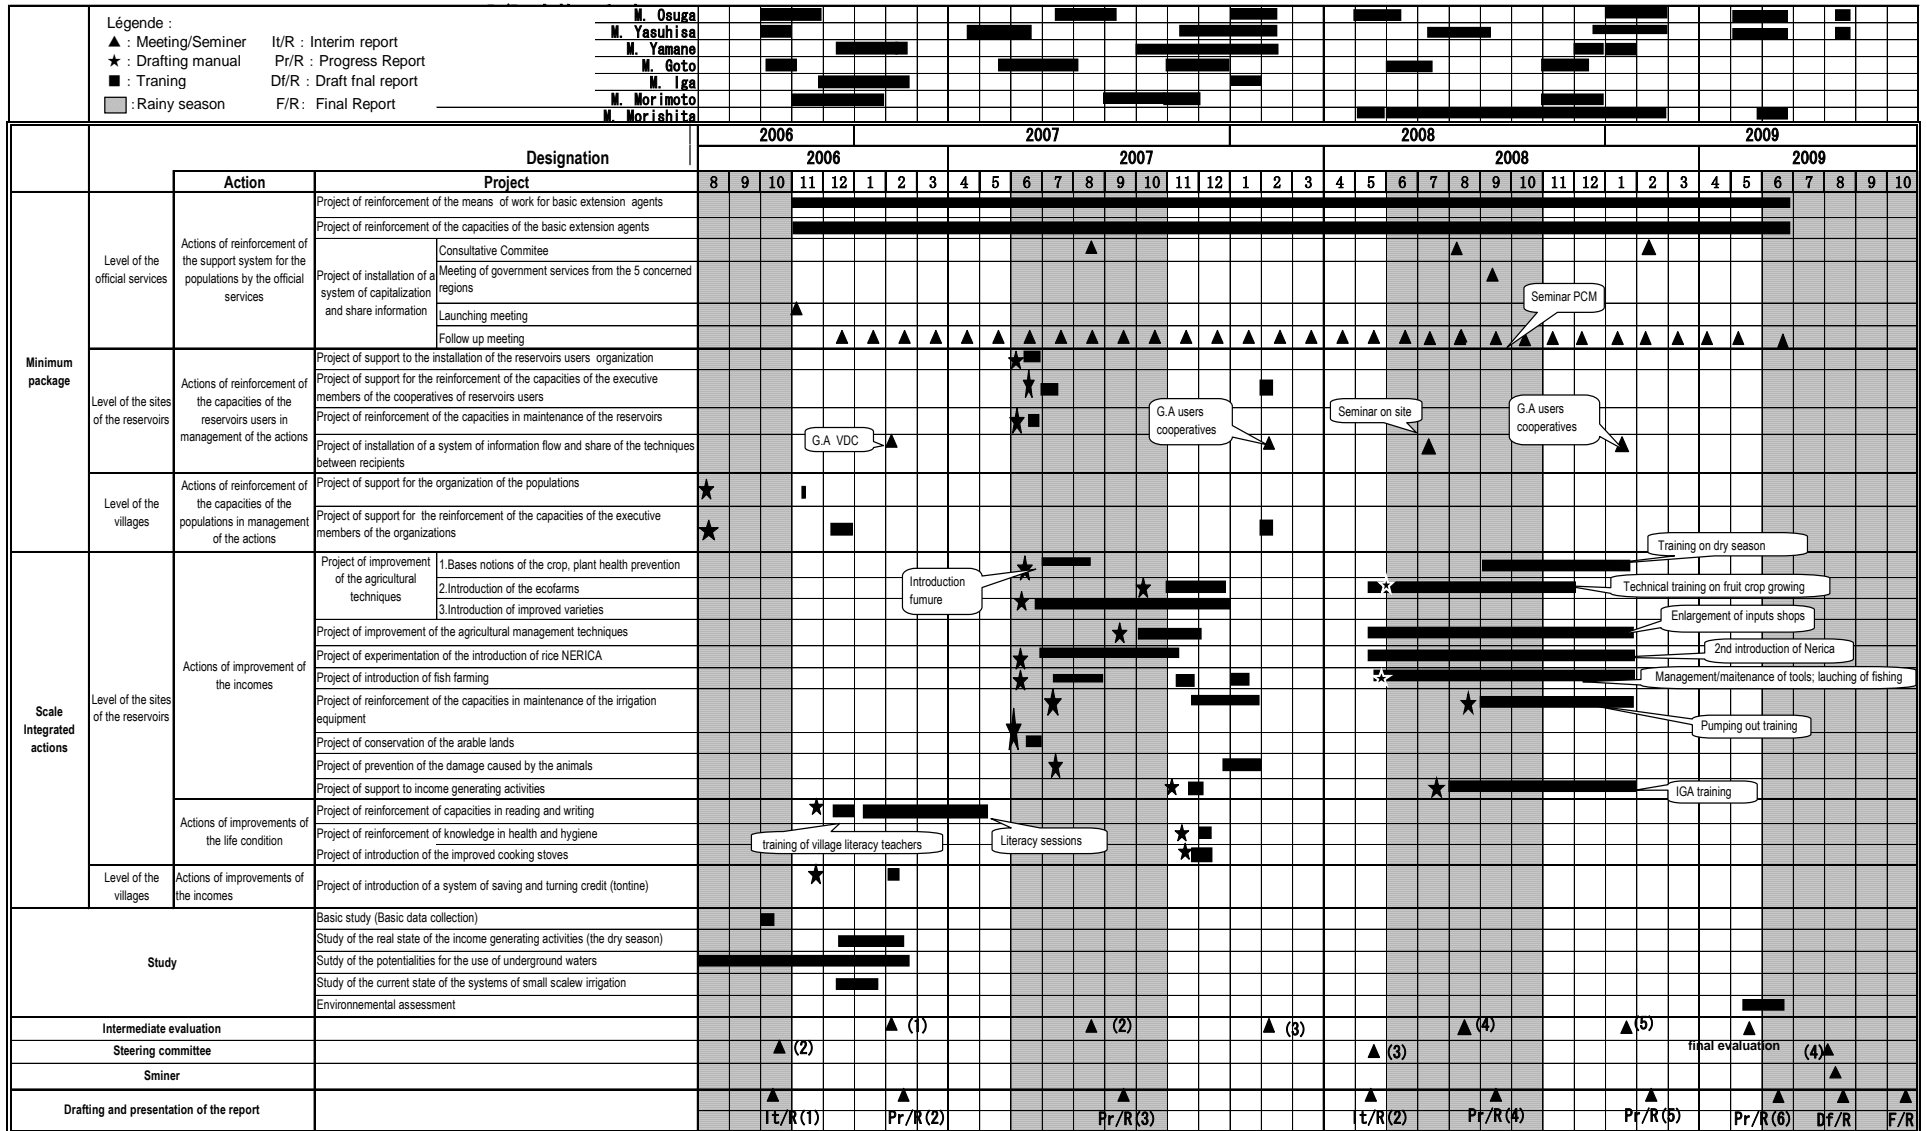 Légende :
▲ : Meeting/Seminer It/R : Interim report
★ : Drafting manual Pr/R : Progress Report
■ : Traning Df/R : Draft fnal report
:Rainy season F/R: Final Report
M. Osuga
M. Yasuhisa
M. Yamane
M. Goto
M. Iga
M. Morimoto
M. Morishita
2006 2007 2008 2009
Designation 2006 2007 2008 2009
Action Project 8 9 10 11 12 1 2 3 4 5 6 7 8 9 10 11 12 1 2 3 4 5 6 7 8 9 10 11 12 1 2 3 4 5 6 7 8 9 10
Minimum
package
Level of the
official services
Actions of reinforcement of
the support system for the
populations by the official
services
Project of reinforcement of the means of work for basic extension agents
Project of reinforcement of the capacities of the basic extension agents
Project of installation of a
system of capitalization
and share information
Consultative Commitee
Meeting of government services from the 5 concerned
regions
Launching meeting
Follow up meeting
Seminar PCM
Level of the sites
of the reservoirs
Actions of reinforcement of
the capacities of the
reservoirs users in
management of the actions
Project of support to the installation of the reservoirs users organization
Project of support for the reinforcement of the capacities of the executive
members of the cooperatives of reservoirs users
Project of reinforcement of the capacities in maintenance of the reservoirs
Project of installation of a system of information flow and share of the techniques
between recipients
G.A VDC
G.A users
cooperatives
Seminar on site
G.A users
cooperatives
Level of the
villages
Actions of reinforcement of
the capacities of the
populations in management
of the actions
Project of support for the organization of the populations
Project of support for the reinforcement of the capacities of the executive
members of the organizations
Scale
Integrated
actions
Level of the sites
of the reservoirs
Actions of improvement of
the incomes
Project of improvement
of the agricultural
techniques
1.Bases notions of the crop, plant health prevention
2.Introduction of the ecofarms
3.Introduction of improved varieties
Introduction
fumure
Training on dry season
Technical training on fruit crop growing
Project of improvement of the agricultural management techniques
Enlargement of inputs shops
Project of experimentation of the introduction of rice NERICA
2nd introduction of Nerica
Project of introduction of fish farming
Management/maitenance of tools; lauching of fishing
Project of reinforcement of the capacities in maintenance of the irrigation
equipment
Pumping out training
Project of conservation of the arable lands
Project of prevention of the damage caused by the animals
Project of support to income generating activities
IGA training
Actions of improvements of
the life condition
Project of reinforcement of capacities in reading and writing
Project of reinforcement of knowledge in health and hygiene
Project of introduction of the improved cooking stoves
training of village literacy teachers
Literacy sessions
Level of the
villages
Actions of improvements of
the incomes
Project of introduction of a system of saving and turning credit (tontine)
Study
Basic study (Basic data collection)
Study of the real state of the income generating activities (the dry season)
Sutdy of the potentialities for the use of underground waters
Study of the current state of the systems of small scalew irrigation
Environnemental assessment
Intermediate evaluation (1) (2) (3) (4) (5)
final evaluation
Steering committee (2) (3) (4)
Sminer
Drafting and presentation of the report
It/R(1) Pr/R(2) Pr/R(3) It/R(2) Pr/R(4) Pr/R(5) Pr/R(6) Df/R F/R